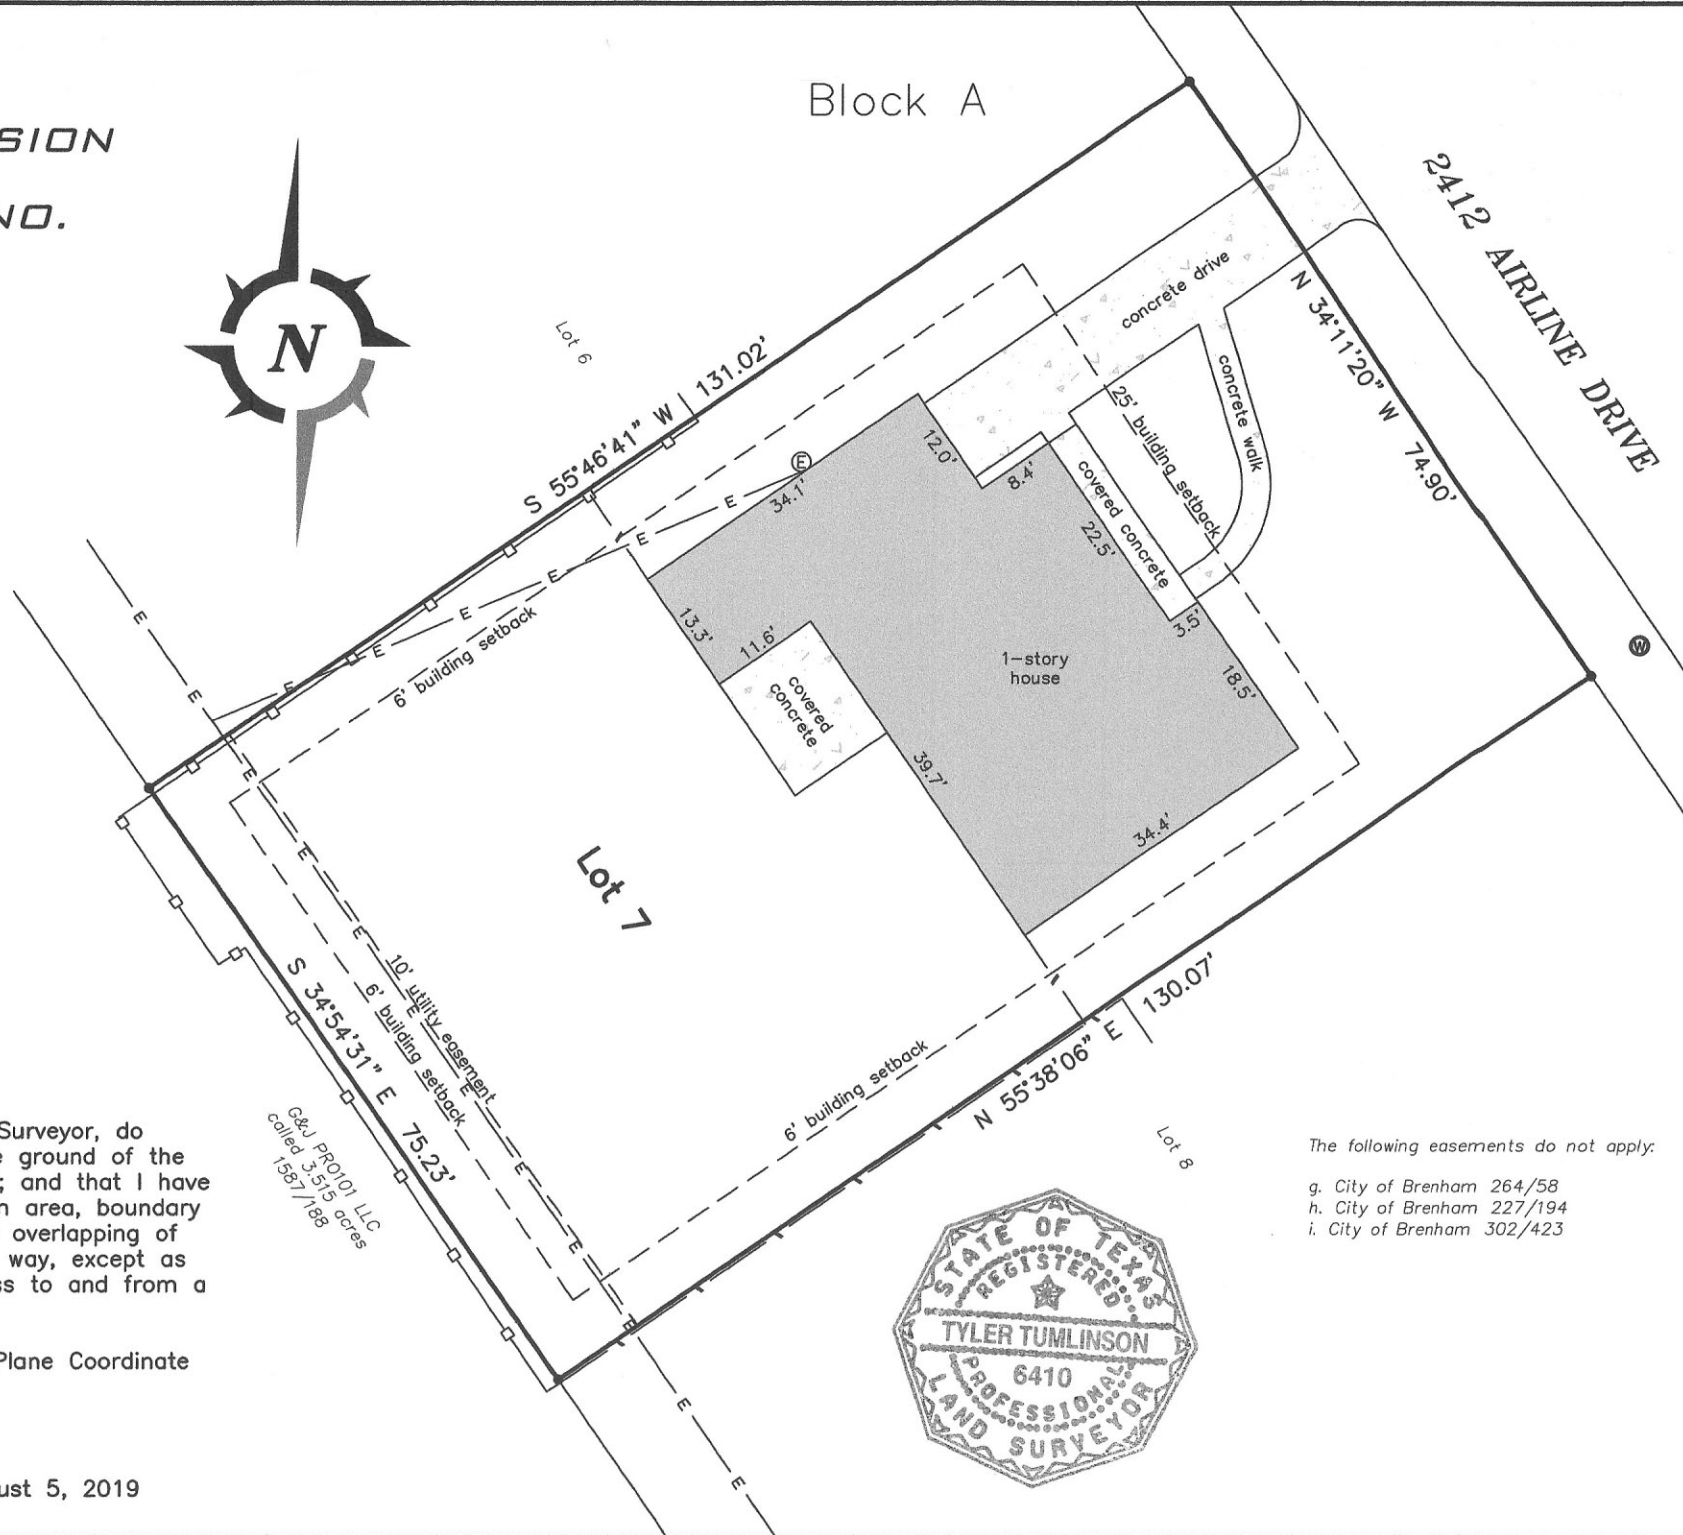 SION
NO.
Block A
N
2412 AIRLINE DRIVE
Lot 6
S 55°46'41" W 131.02'
N 34°11'20" W 74.90'
concrete drive
concrete walk
25' building setback
covered concrete
12.0'
8.4'
22.5'
3.5'
18.5'
34.1'
E
E
E
E
E
E
E
13.3'
11.6'
covered
concrete
1-story
house
39.7'
34.4'
6' building setback
W
Lot 7
10' utility easement
6' building setback
S 34°54'31" E 75.23'
6' building setback
N 55°38'06" E 130.07'
Lot 8
E
E
E
E
E
E
E
E
E
E
E
E
G&J PRO101 LLC
called 3.515 acres
1587/188
Surveyor, do
e ground of the
; and that I have
n area, boundary
overlapping of
way, except as
ss to and from a
Plane Coordinate
ust 5, 2019
The following easements do not apply:
g. City of Brenham 264/58
h. City of Brenham 227/194
i. City of Brenham 302/423
STATE OF TEXAS
REGISTERED
TYLER TUMLINSON
6410
PROFESSIONAL
LAND SURVEYOR